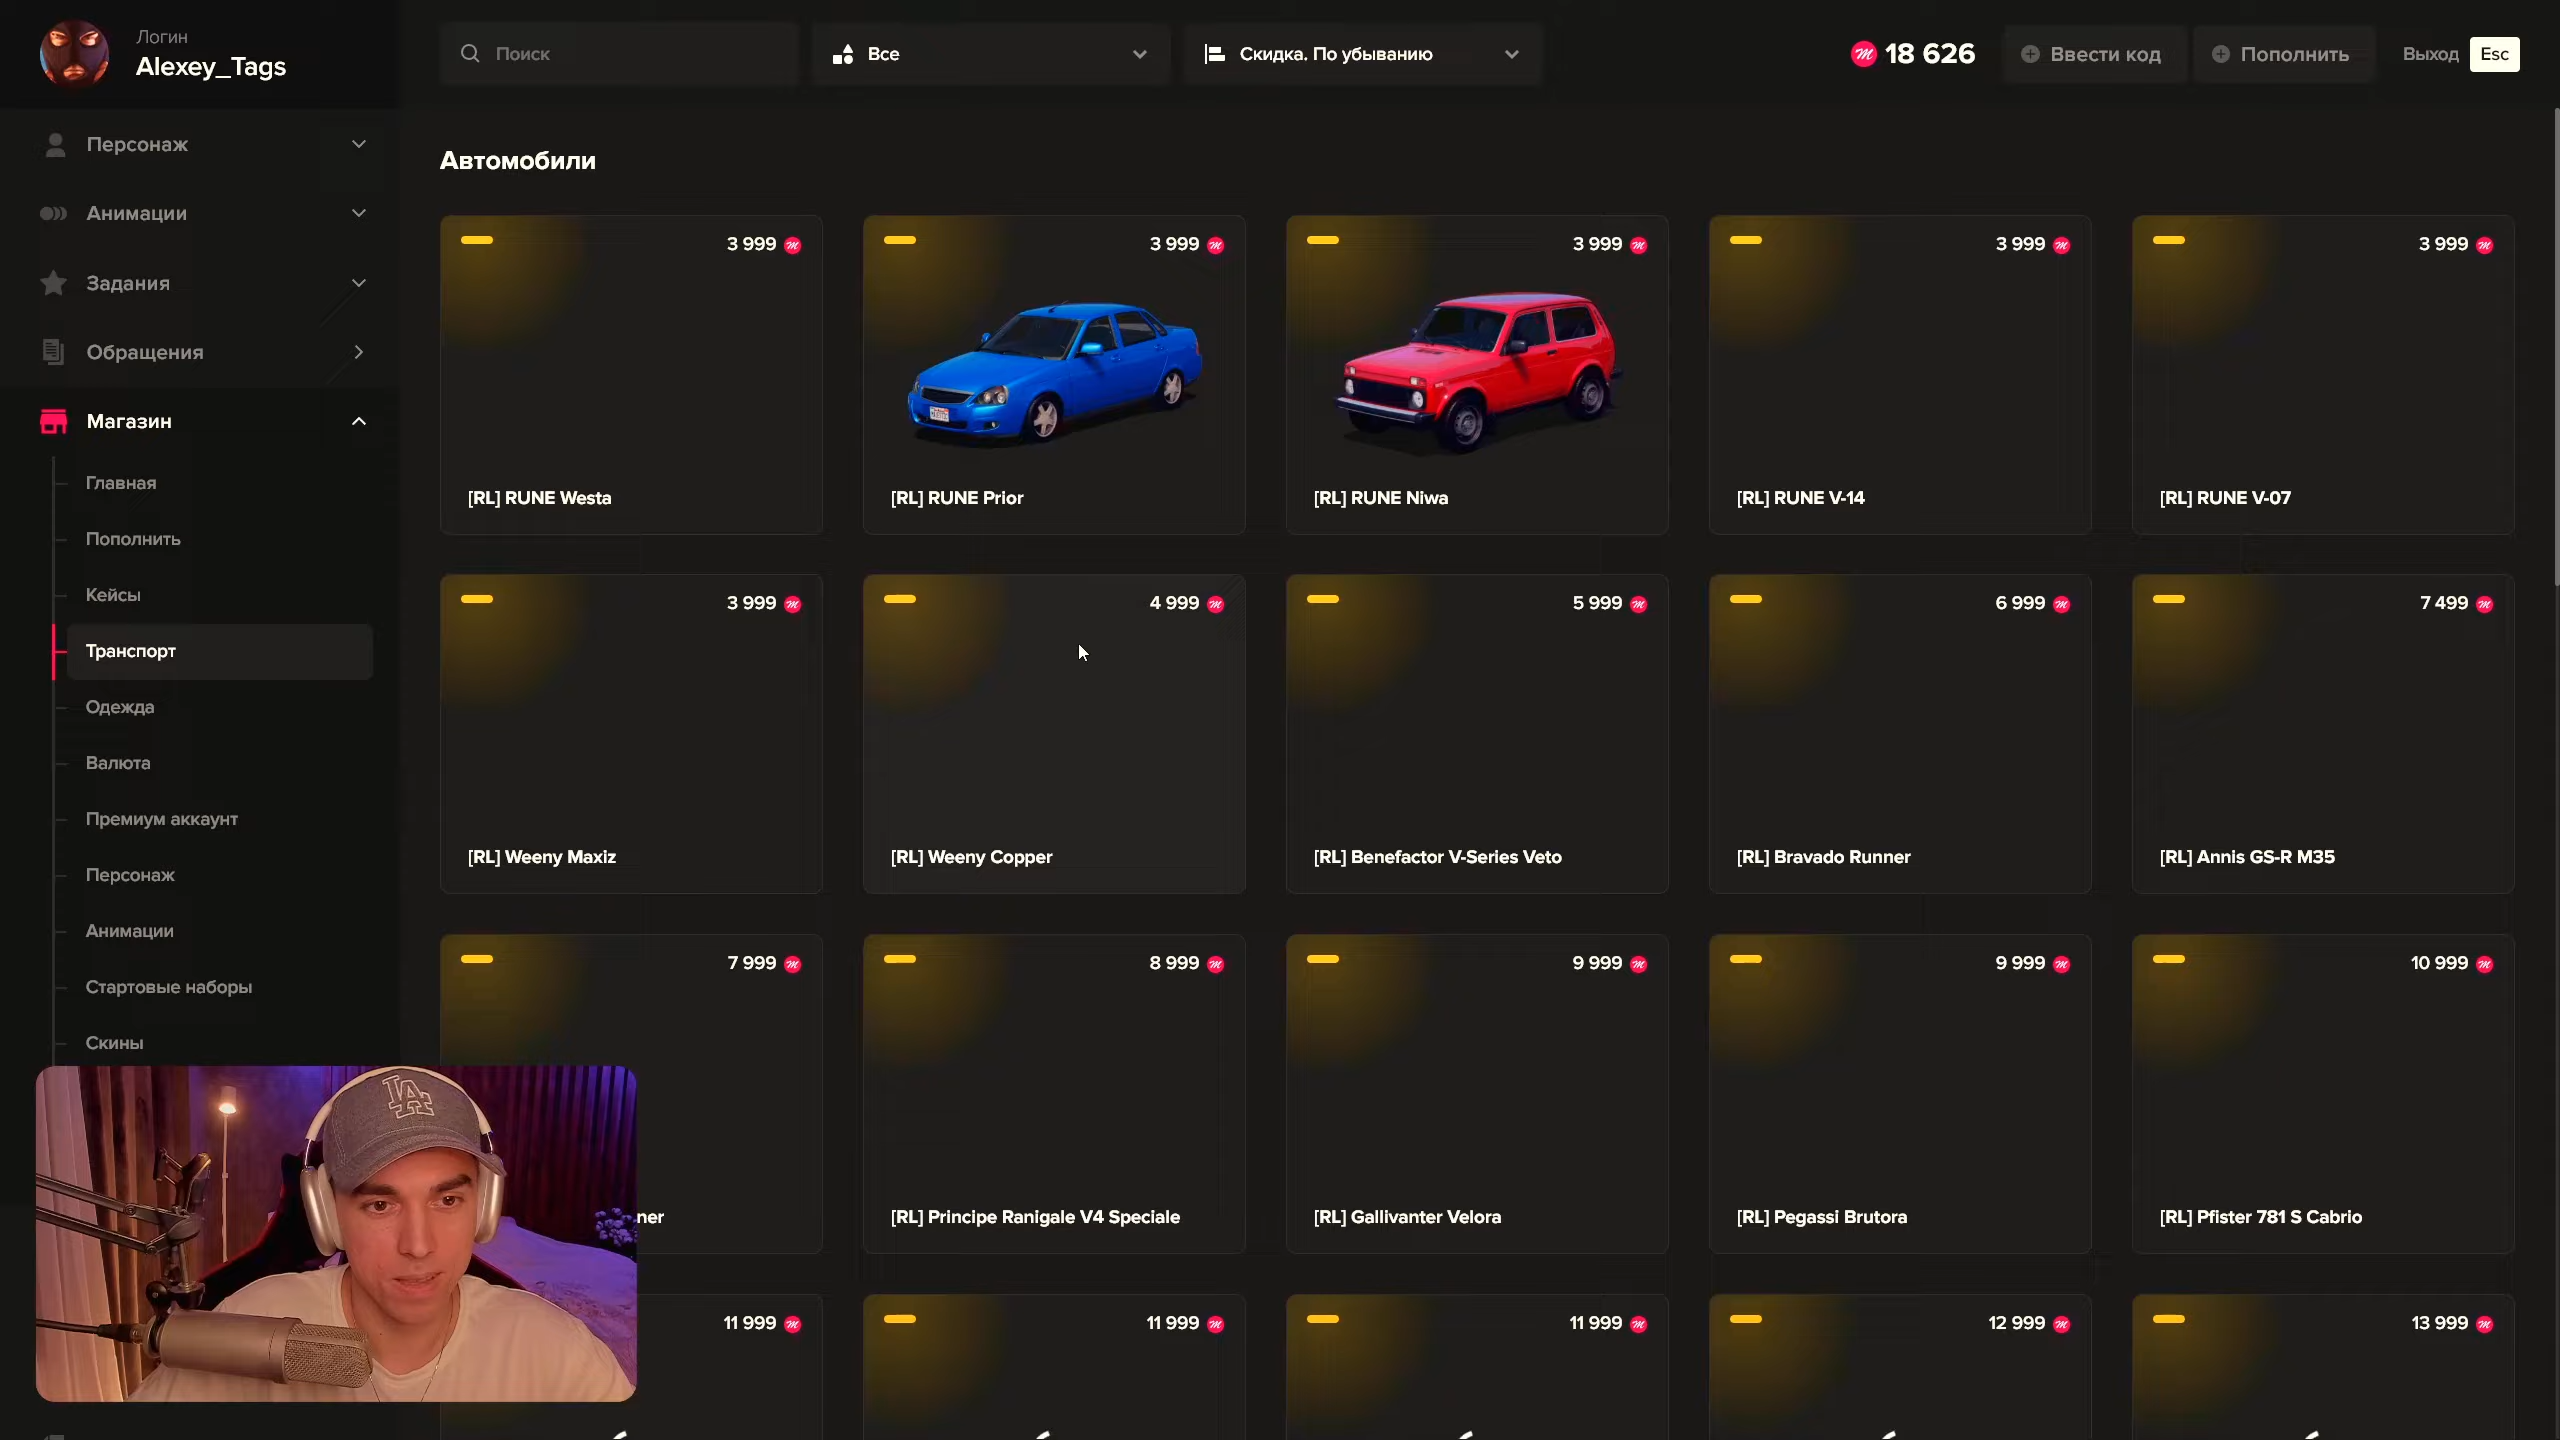 Логин
Alexey_Tags
Поиск
Все
Скидка. По убыванию
18 626
Ввести код
Пополнить
Выход
Esc
Персонаж
Анимации
Задания
Обращения
Магазин
Главная
Пополнить
Кейсы
Транспорт
Одежда
Валюта
Премиум аккаунт
Персонаж
Анимации
Стартовые наборы
Скины
Автомобили
3 999
[RL] RUNE Westa
3 999
[RL] RUNE Prior
3 999
[RL] RUNE Niwa
3 999
[RL] RUNE V-14
3 999
[RL] RUNE V-07
3 999
[RL] Weeny Maxiz
4 999
[RL] Weeny Copper
5 999
[RL] Benefactor V-Series Veto
6 999
[RL] Bravado Runner
7 499
[RL] Annis GS-R M35
7 999
ner
8 999
[RL] Principe Ranigale V4 Speciale
9 999
[RL] Gallivanter Velora
9 999
[RL] Pegassi Brutora
10 999
[RL] Pfister 781 S Cabrio
11 999
11 999
11 999
12 999
13 999
LA